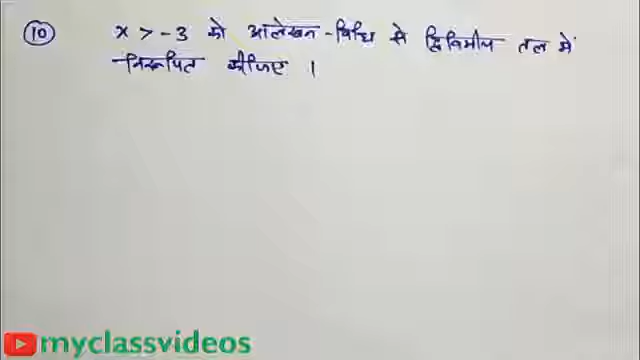 10 x > -3 को आलेखन-विधि से द्विविमीय तल में
निरूपित कीजिए ।
myclassvideos